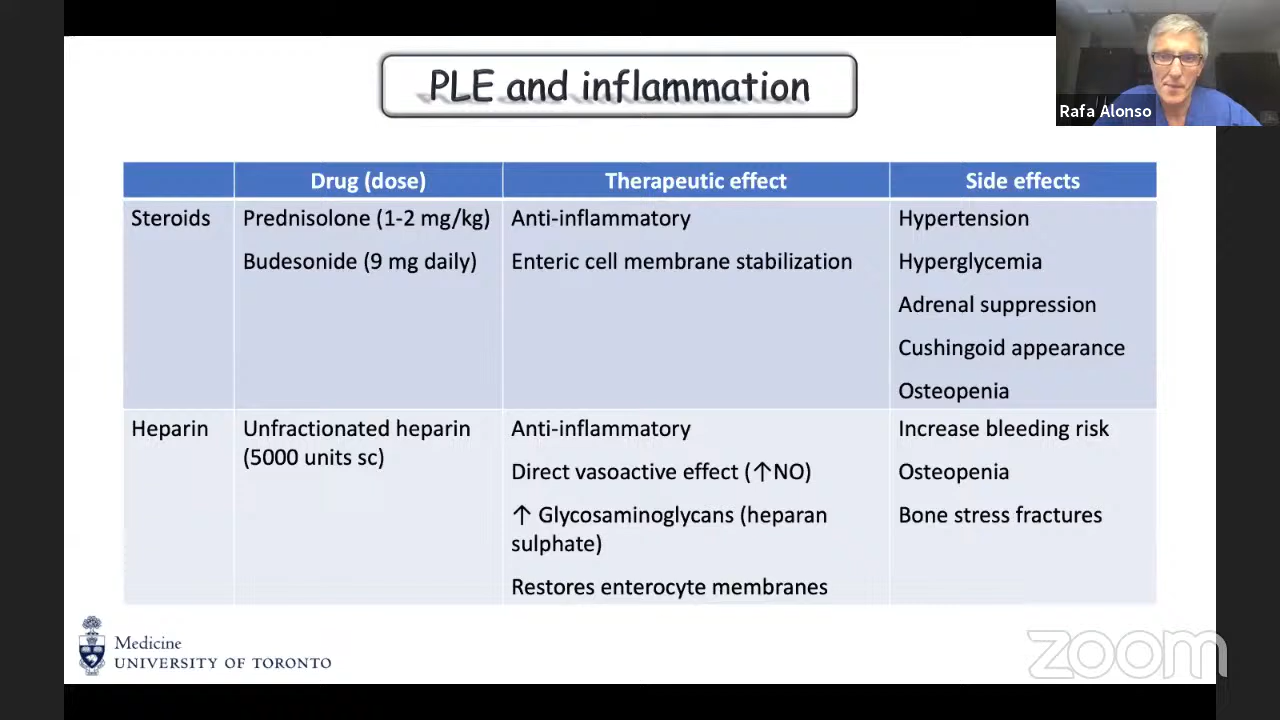 PLE and inflammation
Rafa Alonso
Drug (dose)
Therapeutic effect
Side effects
Steroids
Prednisolone (1-2 mg/kg)
Budesonide (9 mg daily)
Anti-inflammatory
Enteric cell membrane stabilization
Hypertension
Hyperglycemia
Adrenal suppression
Cushingoid appearance
Osteopenia
Heparin
Unfractionated heparin
(5000 units sc)
Anti-inflammatory
Direct vasoactive effect (↑NO)
↑ Glycosaminoglycans (heparan
sulphate)
Restores enterocyte membranes
Increase bleeding risk
Osteopenia
Bone stress fractures
Medicine
UNIVERSITY OF TORONTO
zoom